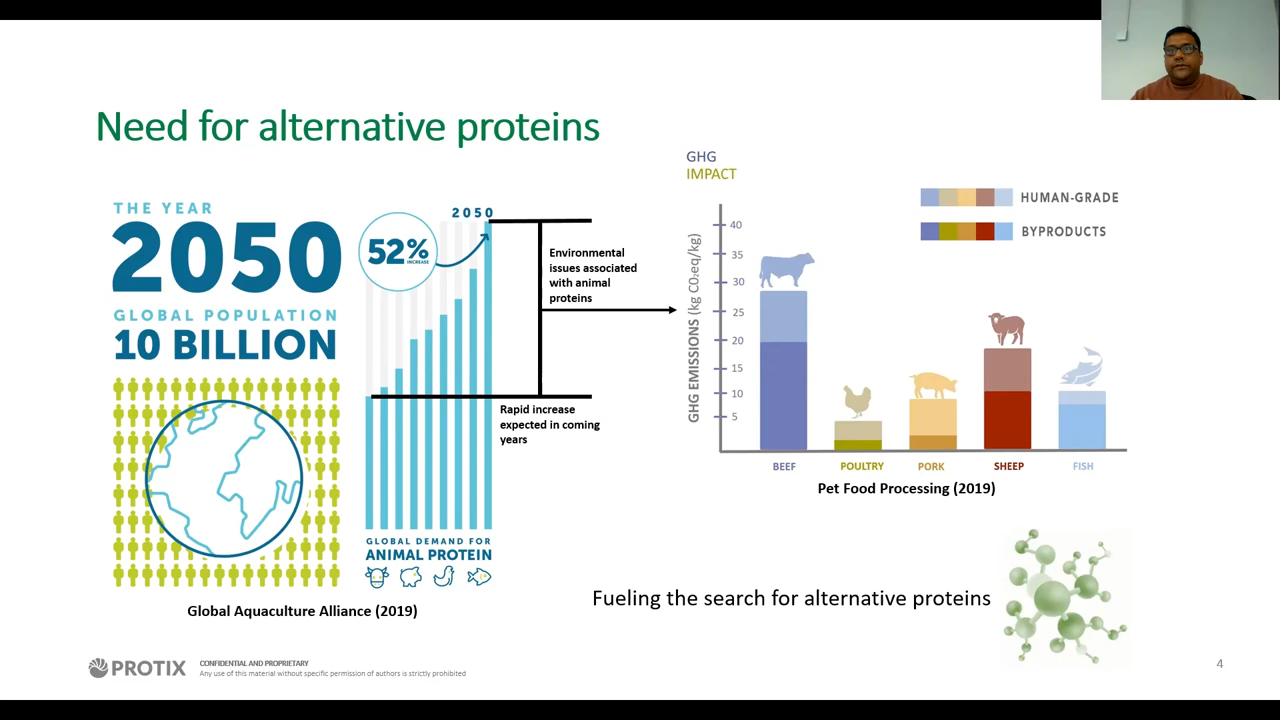 Need for alternative proteins
THE YEAR
2050
GLOBAL POPULATION
10 BILLION
2050
52%
INCREASE
Environmental
issues associated
with animal
proteins
Rapid increase
expected in coming
years
GLOBAL DEMAND FOR
ANIMAL PROTEIN
Global Aquaculture Alliance (2019)
GHG
IMPACT
HUMAN-GRADE
BYPRODUCTS
GHG EMISSIONS (kg C0₂eq/kg)
40
35
30
25
20
15
10
5
BEEF
POULTRY
PORK
SHEEP
FISH
Pet Food Processing (2019)
Fueling the search for alternative proteins
PROTIX
CONFIDENTIAL AND PROPRIETARY
Any use of this material without specific permission of authors is strictly prohibited
4